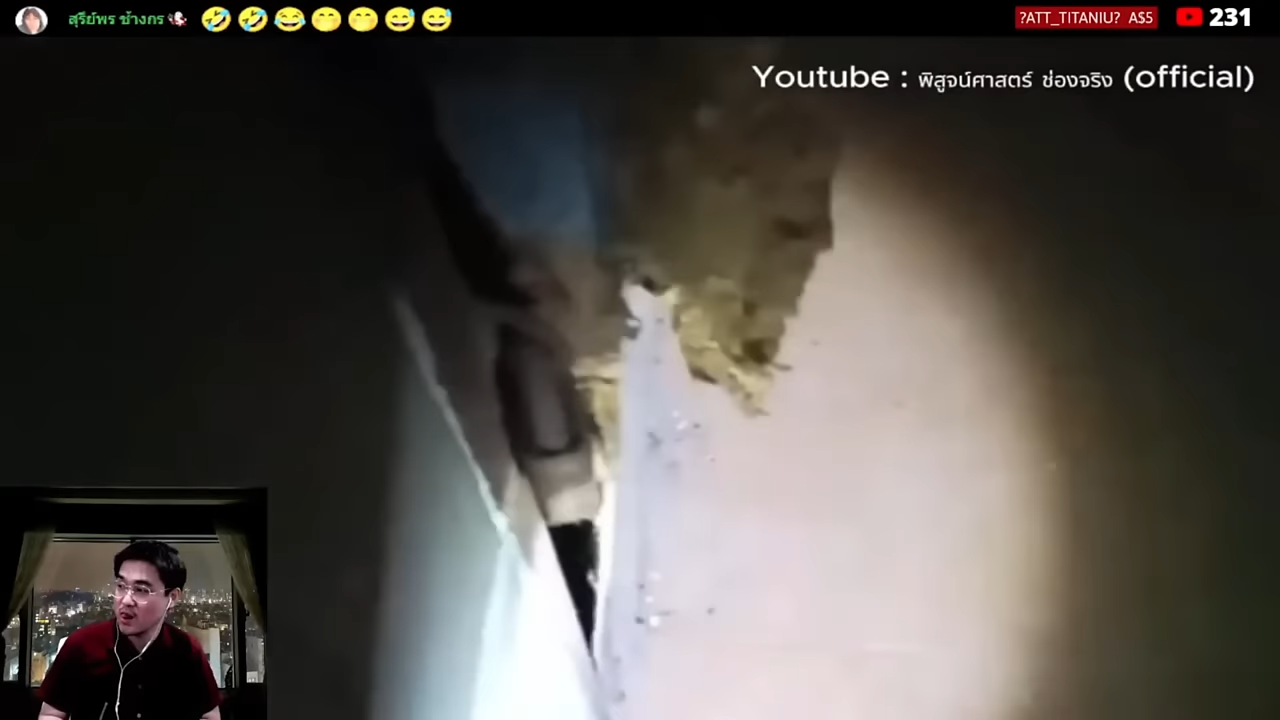 สุรีย์พร ช้างกร
?ATT_TITANIU? A$5
231
Youtube : พิสูจน์ศาสตร์ ช่องจริง (official)